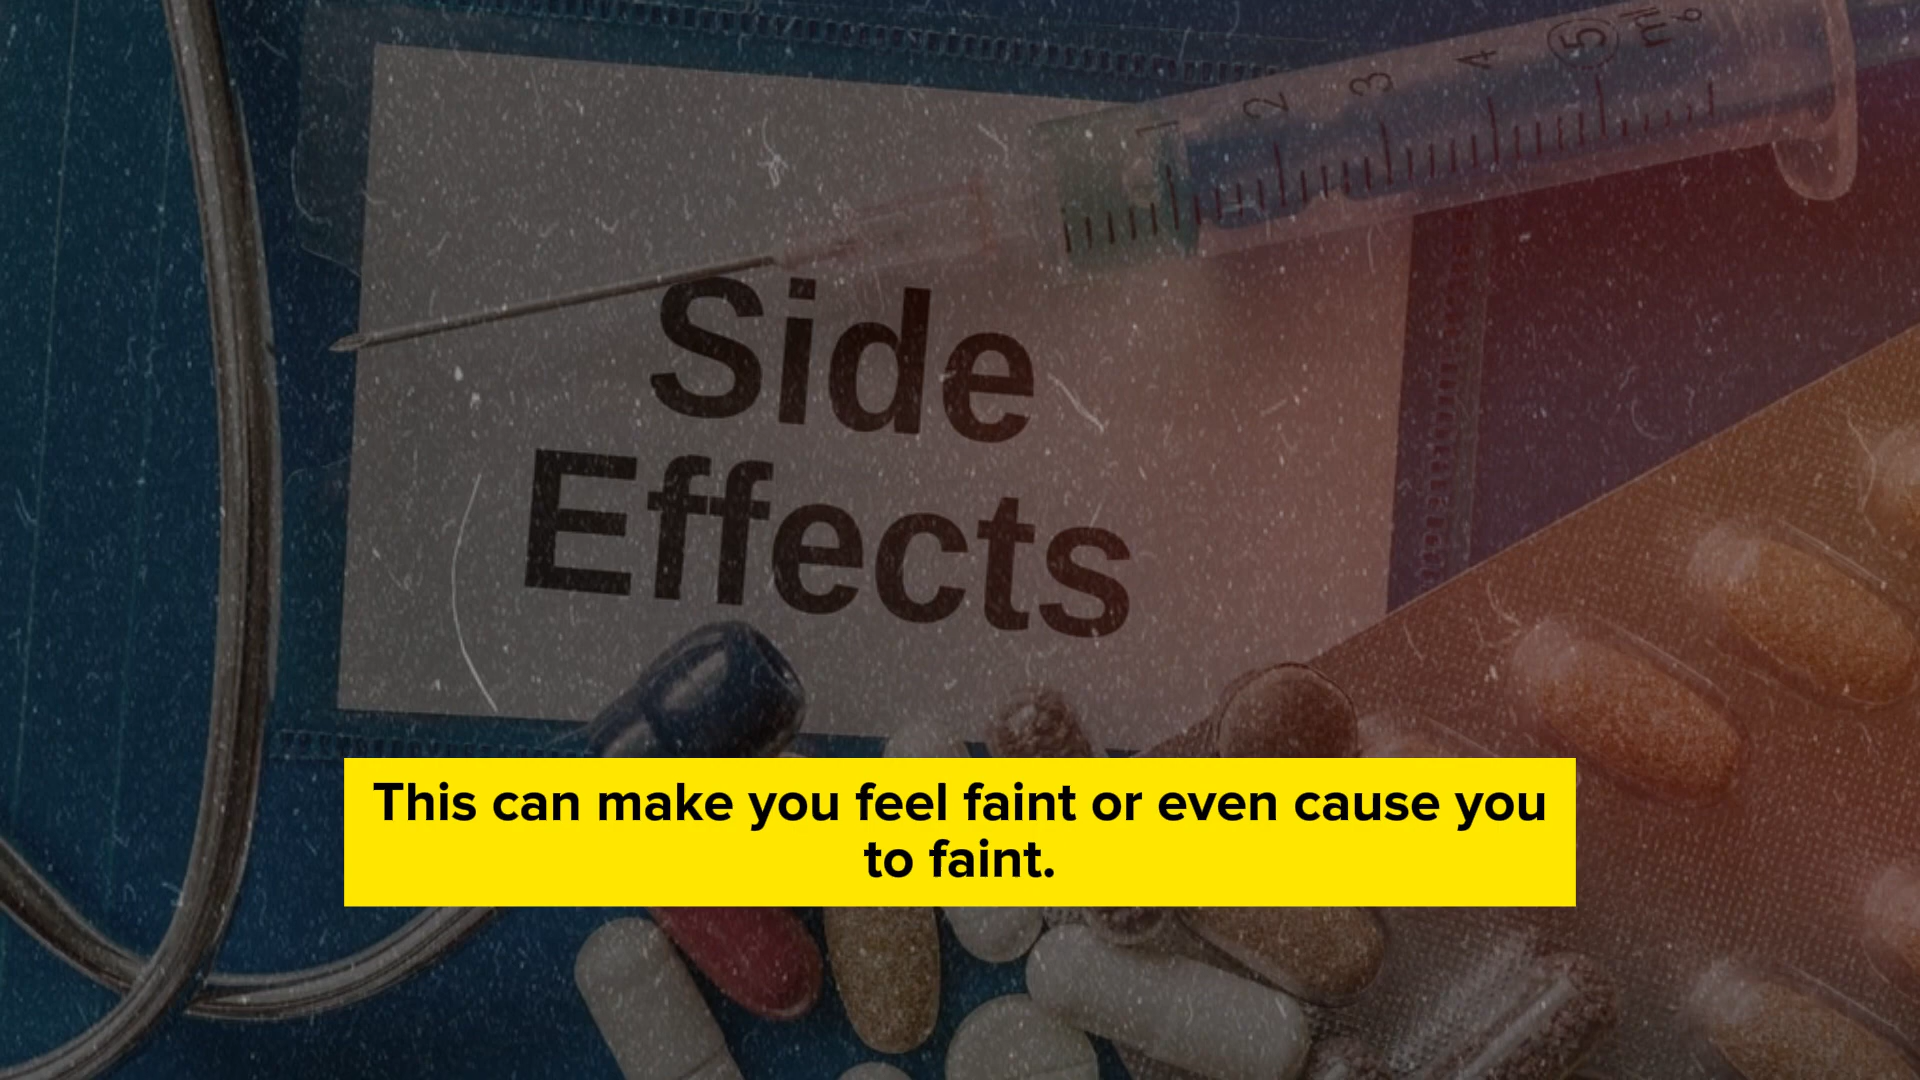 1 2 3 4 5 ml 6
Side
Effects
This can make you feel faint or even cause you
to faint.